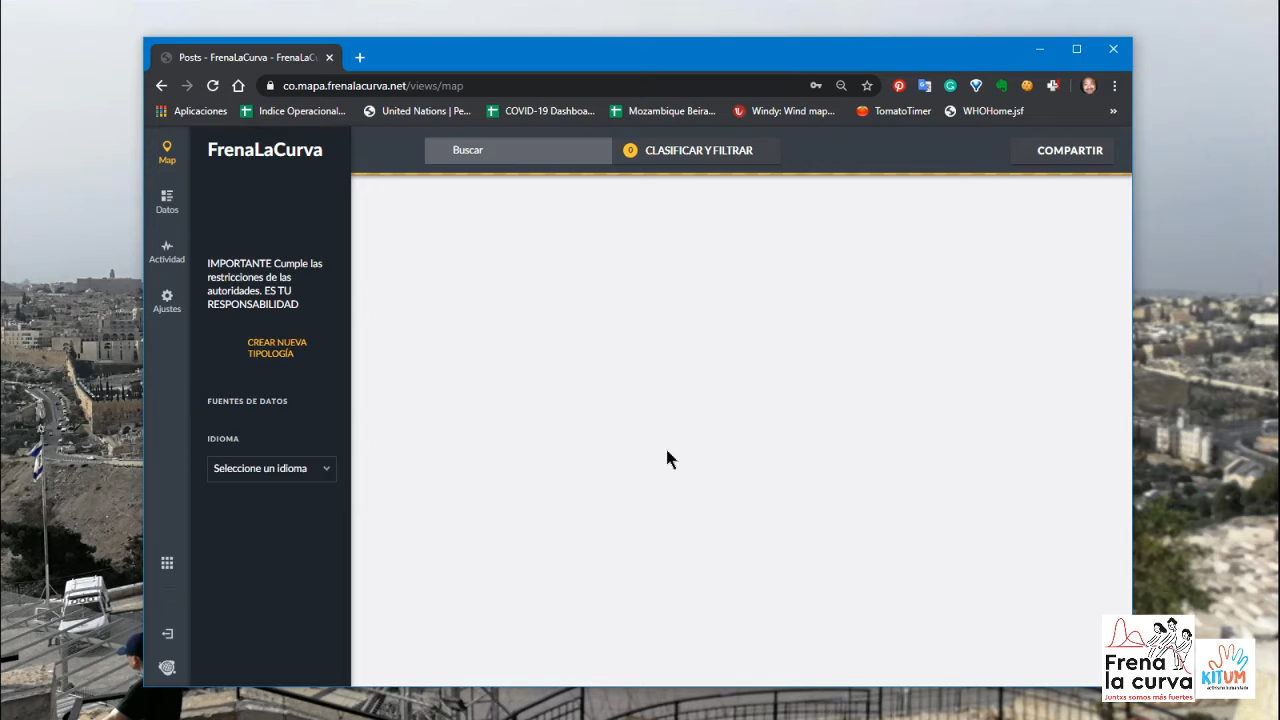 Posts - FrenaLaCurva - FrenaLaCu
co.mapa.frenalacurva.net/views/map
Aplicaciones
Indice Operacional...
United Nations | Pe...
COVID-19 Dashboa...
Mozambique Beira...
Windy: Wind map...
TomatoTimer
WHOHome.jsf
»
Map
FrenaLaCurva
Buscar
0 CLASIFICAR Y FILTRAR
COMPARTIR
Datos
Actividad
Ajustes
IMPORTANTE Cumple las
restricciones de las
autoridades. ES TU
RESPONSABILIDAD
CREAR NUEVA
TIPOLOGÍA
FUENTES DE DATOS
IDIOMA
Seleccione un idioma
Frena
la curva
Juntxs somos más fuertes
KITUM